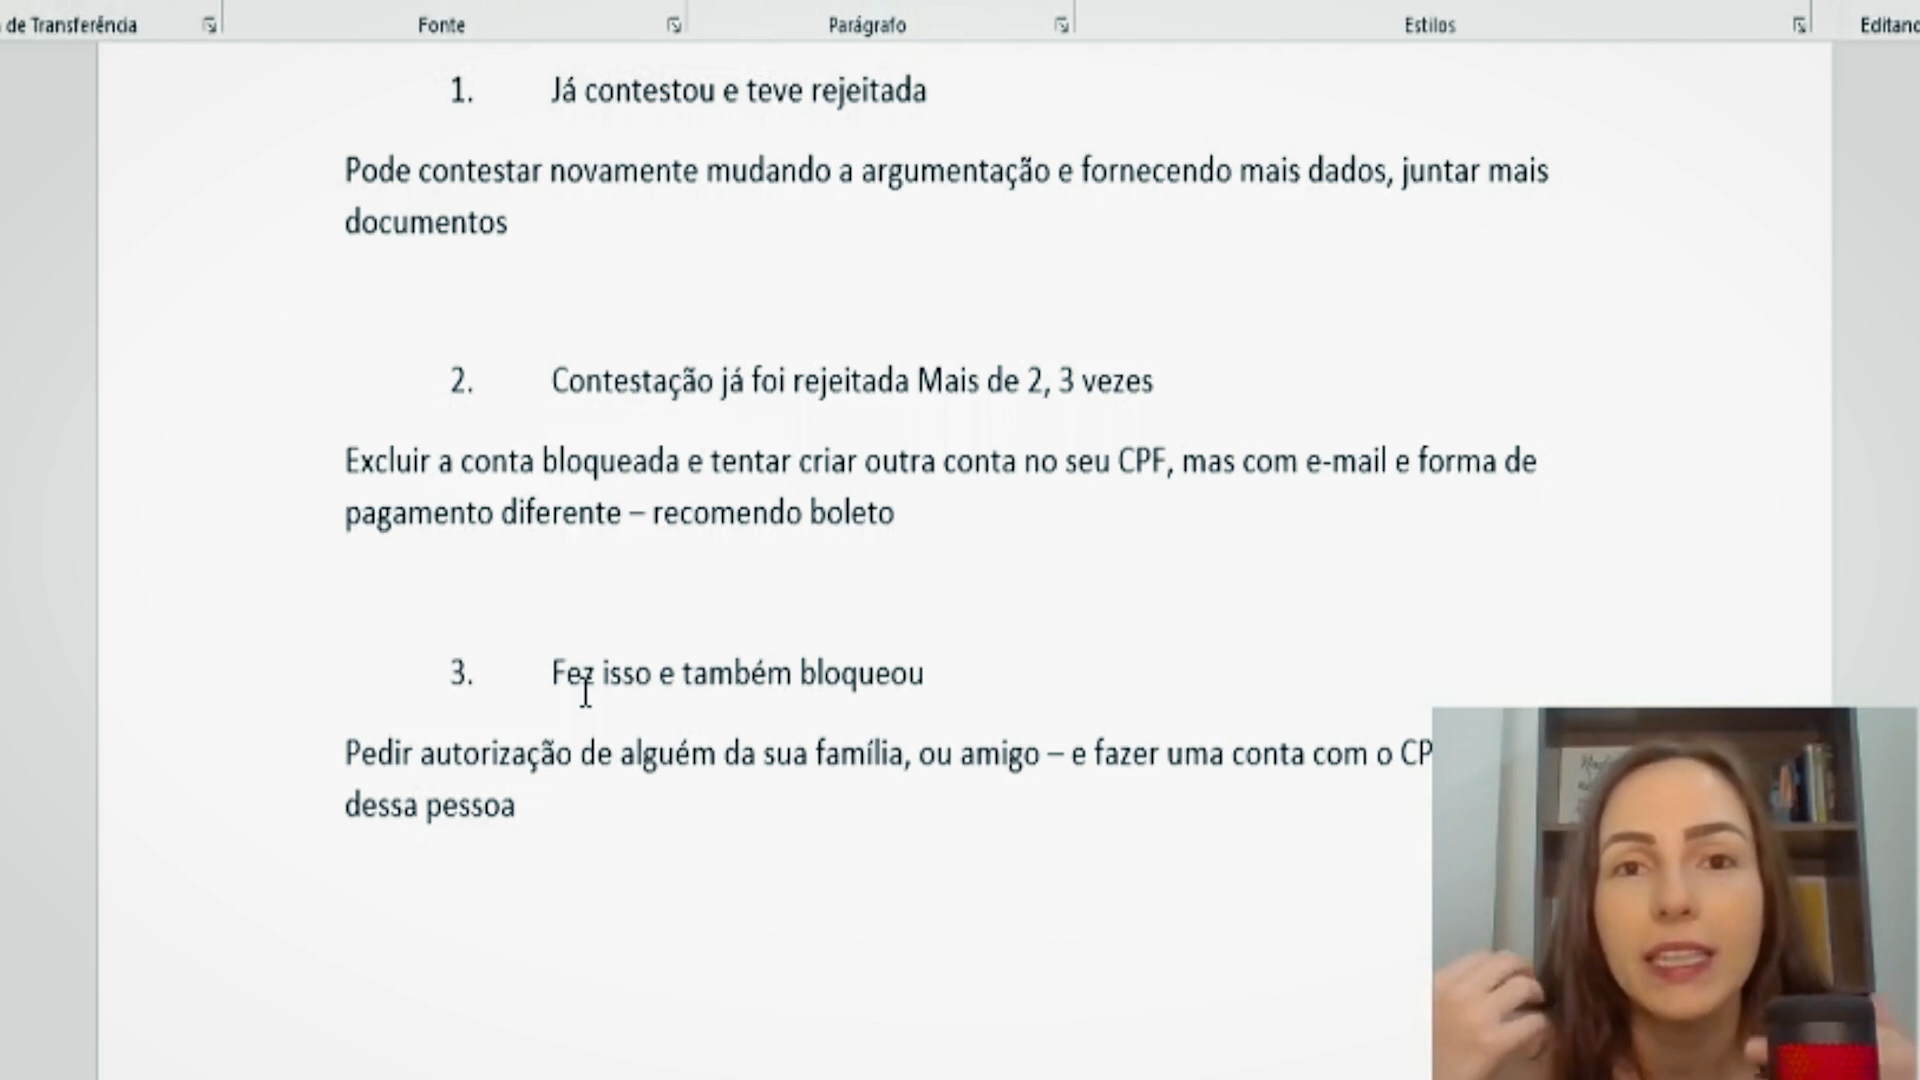 de Transferência
Fonte
Parágrafo
Estilos
1. Já contestou e teve rejeitada
Pode contestar novamente mudando a argumentação e fornecendo mais dados, juntar mais
documentos
2. Contestação já foi rejeitada Mais de 2, 3 vezes
Excluir a conta bloqueada e tentar criar outra conta no seu CPF, mas com e-mail e forma de
pagamento diferente – recomendo boleto
3. Fez isso e também bloqueou
Pedir autorização de alguém da sua família, ou amigo – e fazer uma conta com o CP
dessa pessoa